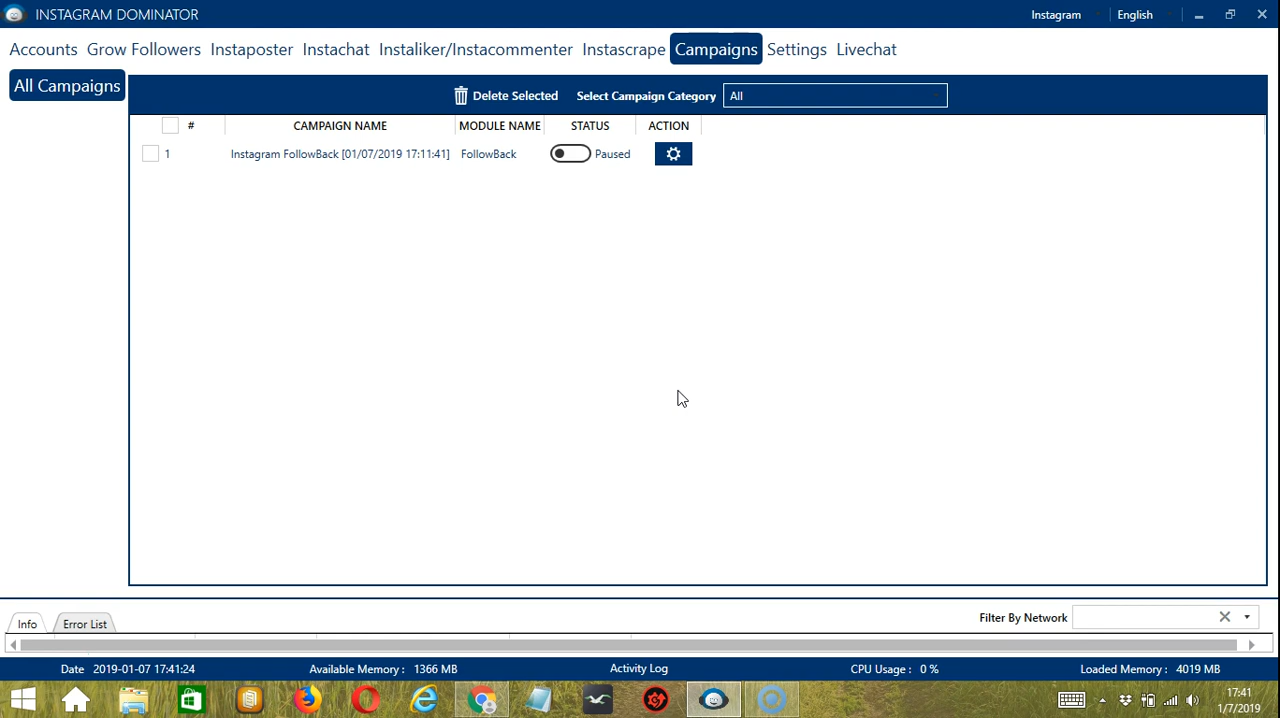 INSTAGRAM DOMINATOR
Instagram English
Accounts Grow Followers Instaposter Instachat Instaliker/Instacommenter Instascrape Campaigns Settings Livechat
All Campaigns
Delete Selected Select Campaign Category All
# CAMPAIGN NAME MODULE NAME STATUS ACTION
1 Instagram FollowBack [01/07/2019 17:11:41] FollowBack Paused
Filter By Network
Info Error List
Date 2019-01-07 17:41:24 Available Memory : 1366 MB Activity Log CPU Usage : 0 % Loaded Memory : 4019 MB
17:41
1/7/2019